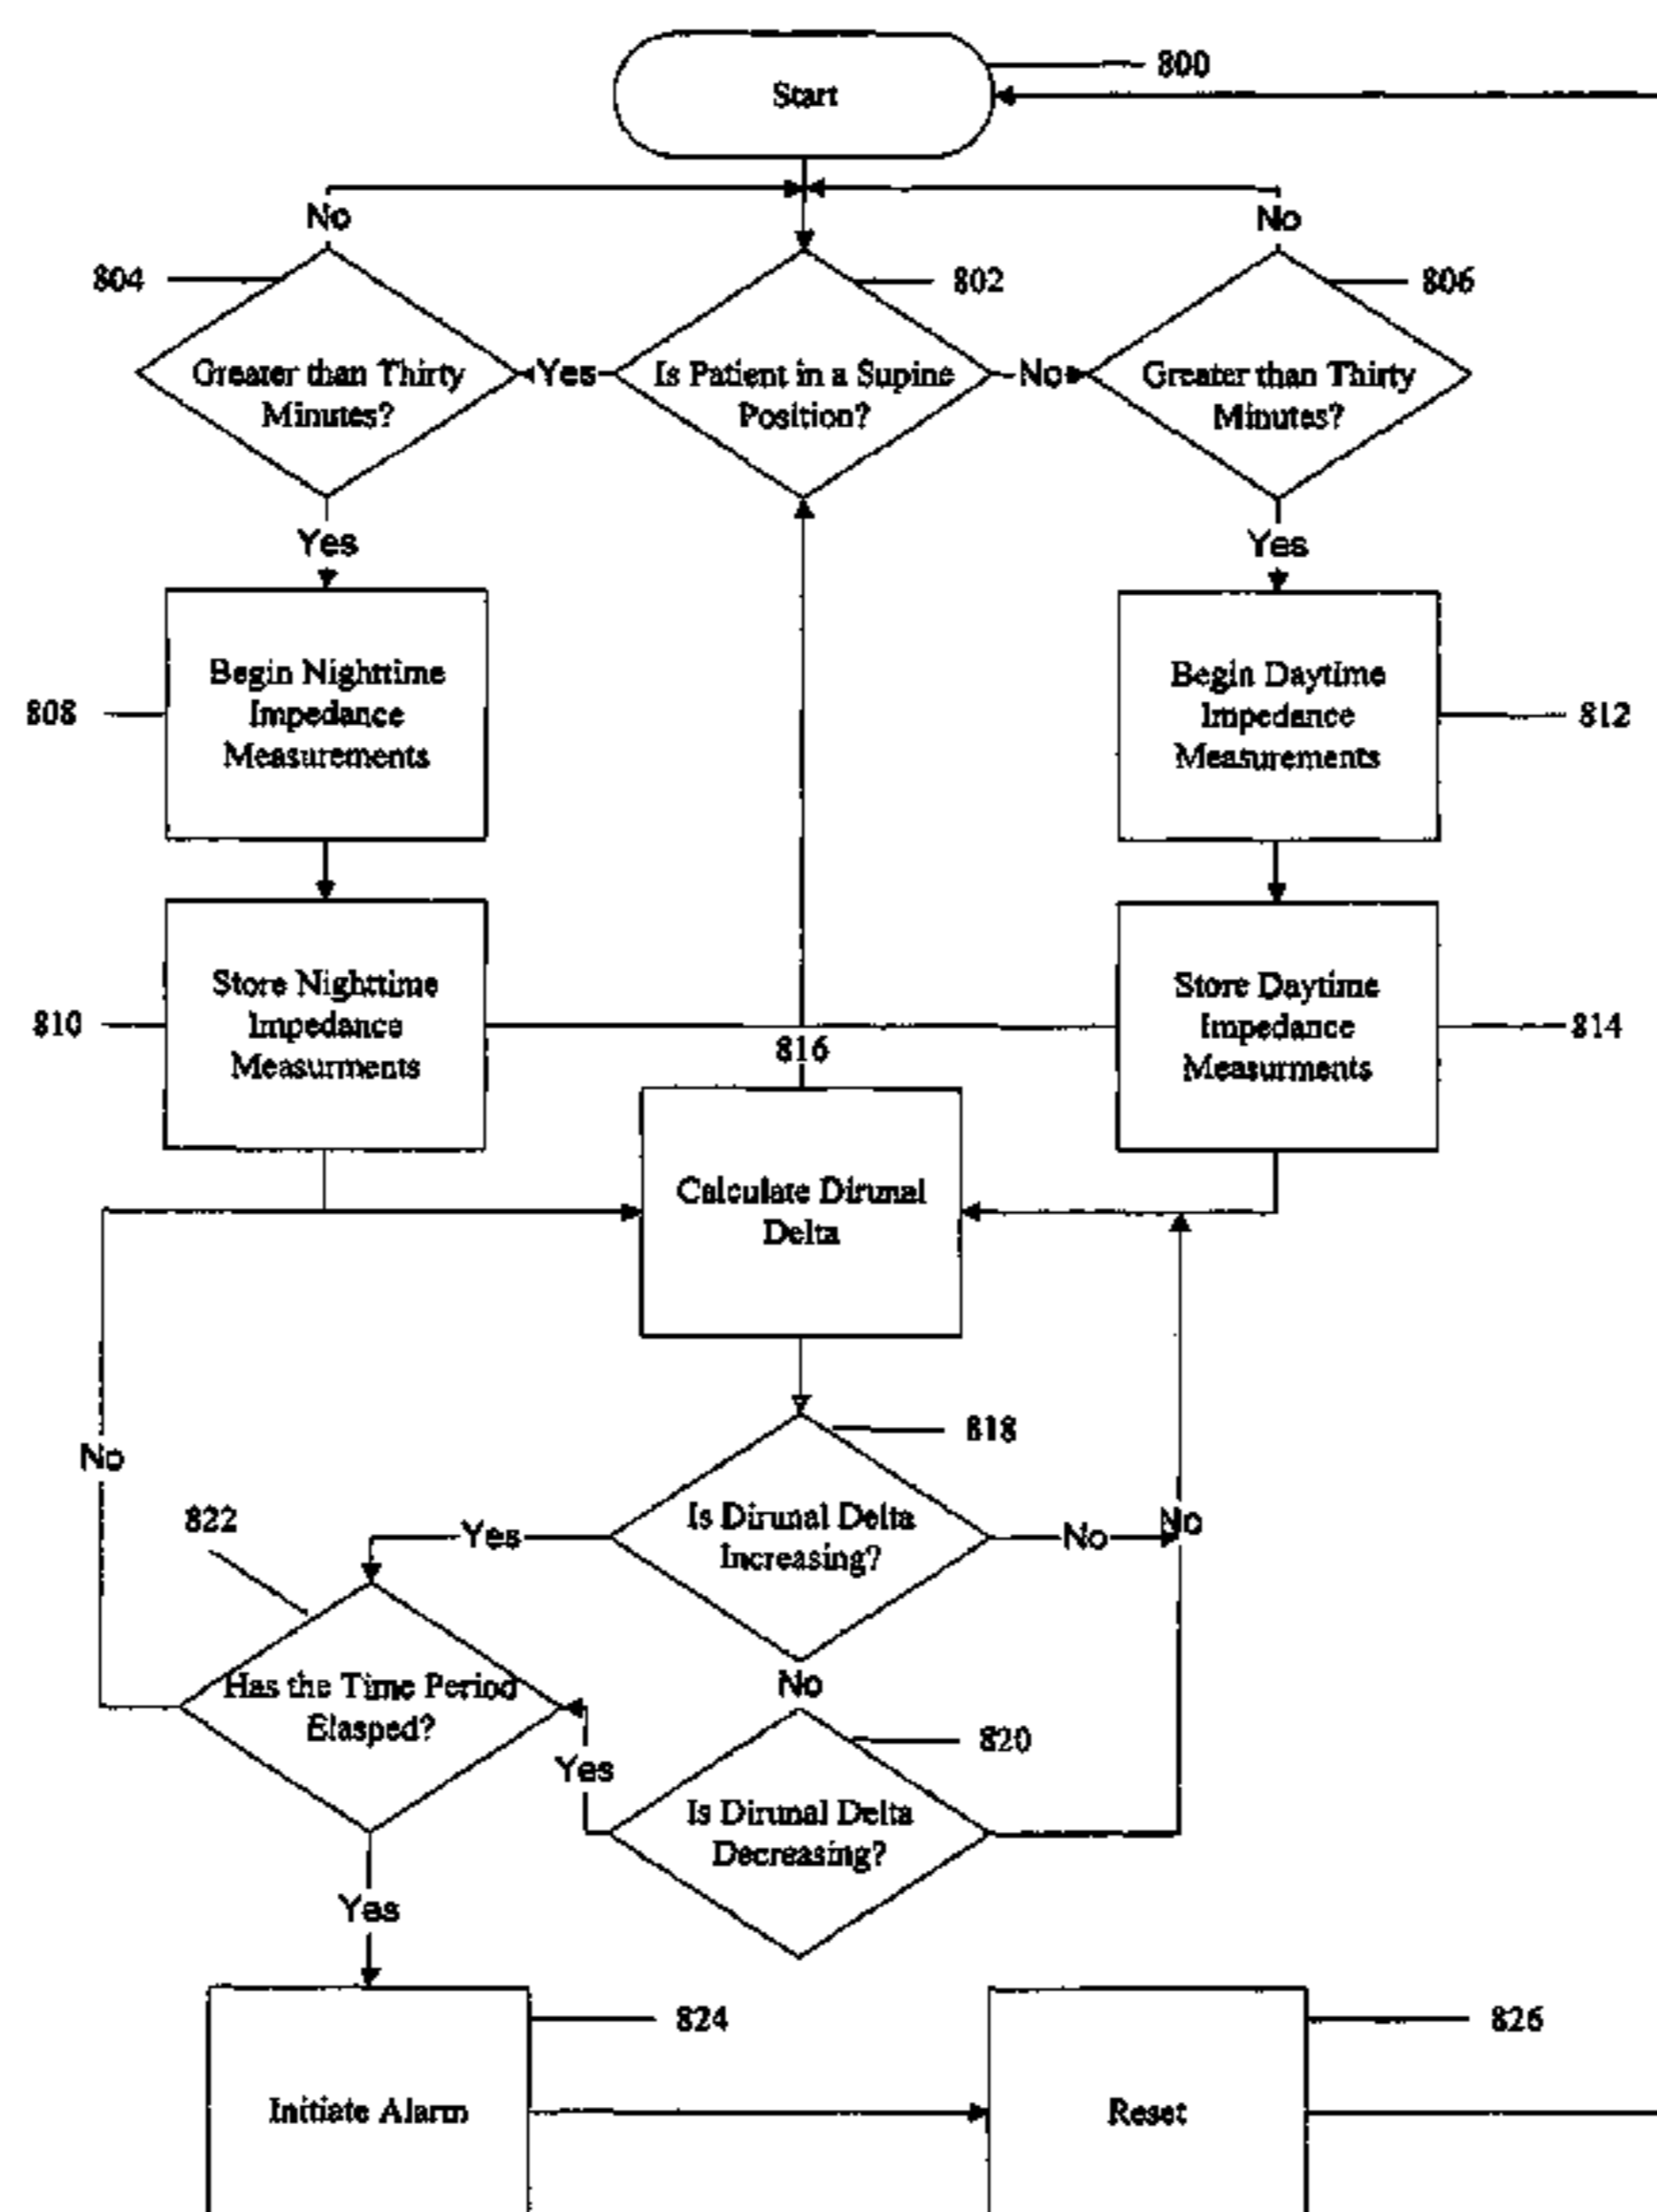 800
Start
No
No
804
802
806
Greater than Thirty
Minutes?
Yes
Is Patient in a Supine
Position?
No
Greater than Thirty
Minutes?
Yes
Yes
808
Begin Nighttime
Impedance
Measurements
Begin Daytime
Impedance
Measurements
812
810
Store Nighttime
Impedance
Measurments
816
Store Daytime
Impedance
Measurments
814
Calculate Dirunal
Delta
818
No
822
Yes
Is Dirunal Delta
Increasing?
No
No
Has the Time Period
Elasped?
No
820
Yes
Is Dirunal Delta
Decreasing?
Yes
824
826
Initiate Alarm
Reset